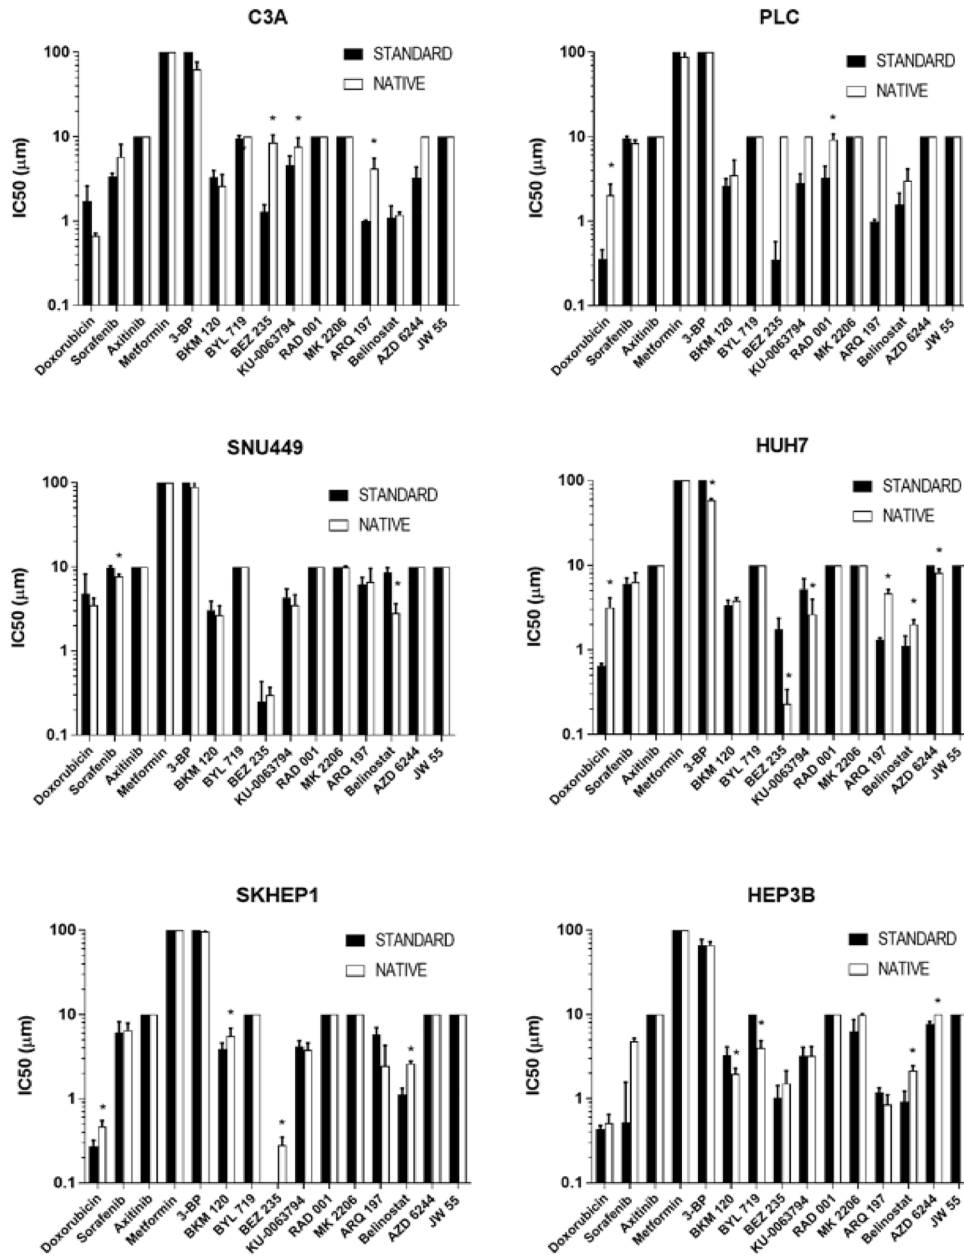 C3A
100
10
1
0.1
IC50 (μm)
STANDARD
NATIVE
* * *
Doxorubicin
Sorafenib
Axitinib
Metformin
3-BP
BKM 120
BYL 719
BEZ 235
KU-0063794
RAD 001
MK 2206
ARQ 197
Belinostat
AZD 6244
JW 55
PLC
100
10
1
0.1
IC50 (μm)
STANDARD
NATIVE
* *
Doxorubicin
Sorafenib
Axitinib
Metformin
3-BP
BKM 120
BYL 719
BEZ 235
KU-0063794
RAD 001
MK 2206
ARQ 197
Belinostat
AZD 6244
JW 55
SNU449
100
10
1
0.1
IC50 (μm)
STANDARD
NATIVE
* *
Doxorubicin
Sorafenib
Axitinib
Metformin
3-BP
BKM 120
BYL 719
BEZ 235
KU-0063794
RAD 001
MK 2206
ARQ 197
Belinostat
AZD 6244
JW 55
HUH7
100
10
1
0.1
IC50 (μm)
STANDARD
NATIVE
* * * * * * *
Doxorubicin
Sorafenib
Axitinib
Metformin
3-BP
BKM 120
BYL 719
BEZ 235
KU-0063794
RAD 001
MK 2206
ARQ 197
Belinostat
AZD 6244
JW 55
SKHEP1
100
10
1
0.1
IC50 (μm)
STANDARD
NATIVE
* * * *
Doxorubicin
Sorafenib
Axitinib
Metformin
3-BP
BKM 120
BYL 719
BEZ 235
KU-0063794
RAD 001
MK 2206
ARQ 197
Belinostat
AZD 6244
JW 55
HEP3B
100
10
1
0.1
IC50 (μm)
STANDARD
NATIVE
* * * *
Doxorubicin
Sorafenib
Axitinib
Metformin
3-BP
BKM 120
BYL 719
BEZ 235
KU-0063794
RAD 001
MK 2206
ARQ 197
Belinostat
AZD 6244
JW 55